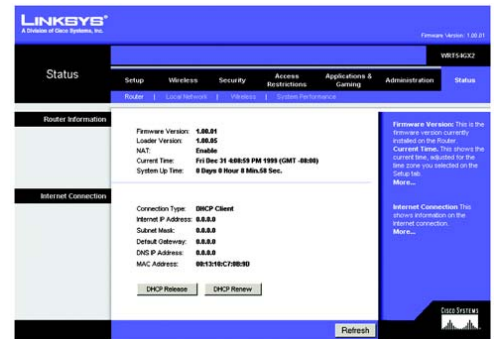 LINKSYS®
A Division of Cisco Systems, Inc.
Firmware Version: 1.00.01
WRT54GX2
Status
Setup Wireless Security Access Restrictions Applications & Gaming Administration Status
Router | Local Network | Wireless | System Performance
Router Information
Firmware Version: 1.00.01
Loader Version: 1.00.05
NAT: Enable
Current Time: Fri Dec 31 4:08:59 PM 1999 (GMT -08:00)
System Up Time: 0 Days 0 Hour 8 Min.58 Sec.
Internet Connection
Connection Type: DHCP Client
Internet IP Address: 0.0.0.0
Subnet Mask: 0.0.0.0
Default Gateway: 0.0.0.0
DNS IP Address: 0.0.0.0
MAC Address: 00:13:10:C7:0B:9D
DHCP Release DHCP Renew
Firmware Version: This is the
firmware version currently
installed on the Router.
Current Time. This shows the
current time, adjusted for the
time zone you selected on the
Setup tab.
More...
Internet Connection This
shows information on the
internet connection.
More...
Refresh
CISCO SYSTEMS